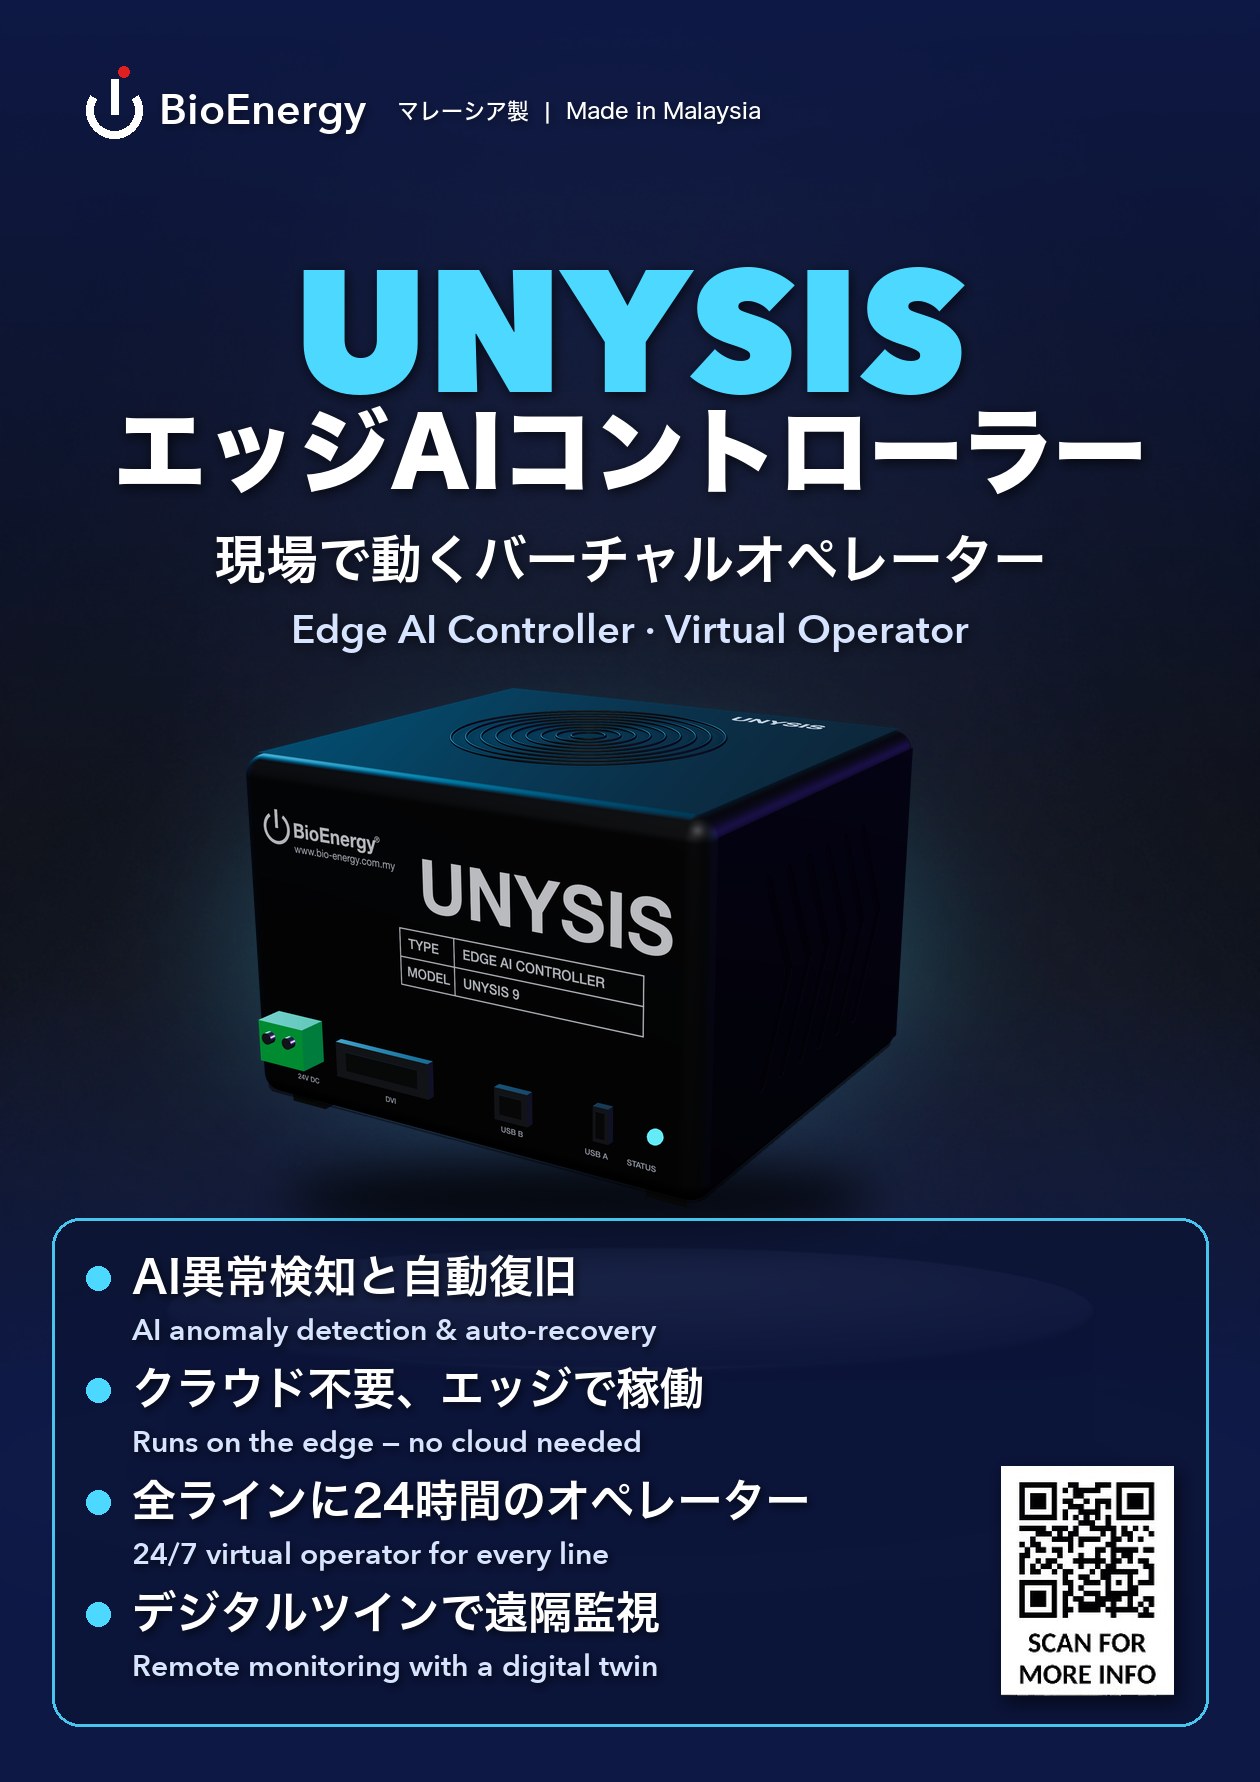 BioEnergy マレーシア製 | Made in Malaysia
UNYSIS
エッジAIコントローラー
現場で動くバーチャルオペレーター
Edge AI Controller · Virtual Operator
UNYSIS
BioEnergy®
www.bio-energy.com.my
UNYSIS
TYPE EDGE AI CONTROLLER
MODEL UNYSIS 9
24V DC
DVI
USB B
USB A
STATUS
AI異常検知と自動復旧
AI anomaly detection & auto-recovery
クラウド不要、エッジで稼働
Runs on the edge – no cloud needed
全ラインに24時間のオペレーター
24/7 virtual operator for every line
デジタルツインで遠隔監視
Remote monitoring with a digital twin
SCAN FOR
MORE INFO